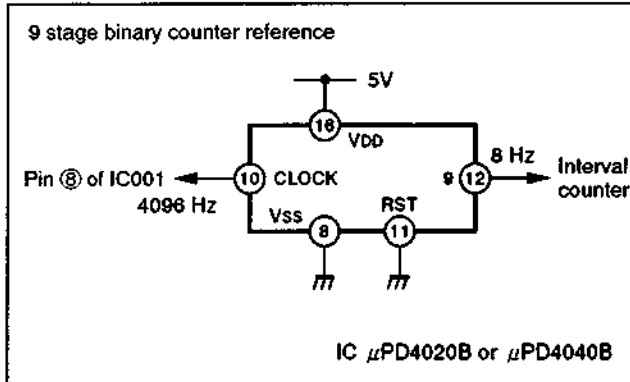 9 stage binary counter reference
5V
16
VDD
8 Hz
Pin ⑧ of IC001
10
CLOCK
9
12
Interval
counter
4096 Hz
RST
VSS
8
11
IC μPD4020B or μPD4040B